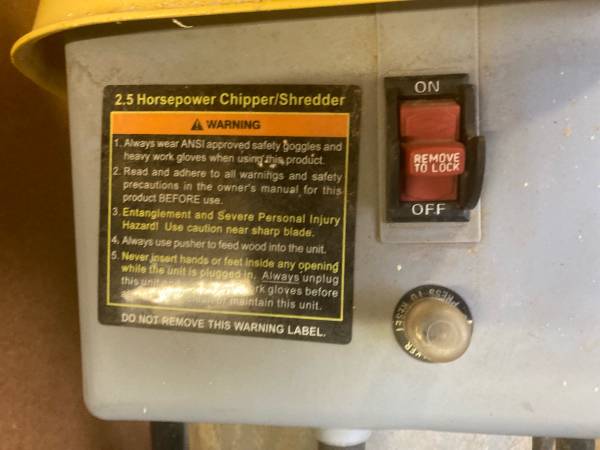 2.5 Horsepower Chipper/Shredder
WARNING
1. Always wear ANSI approved safety goggles and
heavy work gloves when using this product.
2. Read and adhere to all warnings and safety
precautions in the owner's manual for this
product BEFORE use.
3. Entanglement and Severe Personal Injury
Hazard! Use caution near sharp blade.
4. Always use pusher to feed wood into the unit.
5. Never insert hands or feet inside any opening
while the unit is plugged in. Always unplug
this unit gloves before
maintain this unit.
DO NOT REMOVE THIS WARNING LABEL.
ON
REMOVE
TO LOCK
OFF
PRESS TO RESET